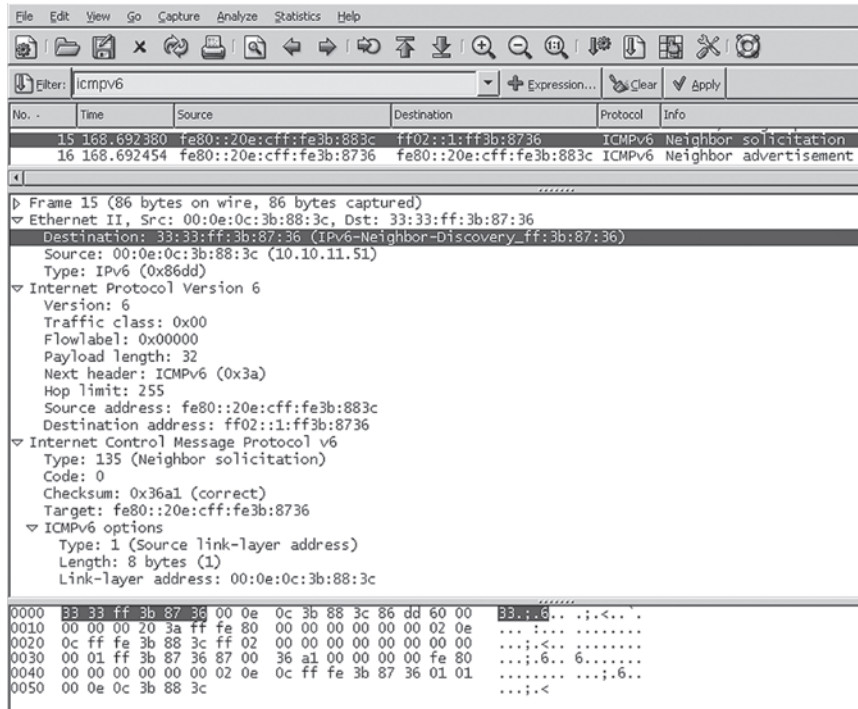 File Edit View Go Capture Analyze Statistics Help
Filter: icmpv6 Expression... Clear Apply
No. - Time Source Destination Protocol Info
15 168.692380 fe80::20e:cff:fe3b:883c ff02::1:ff3b:8736 ICMPv6 Neighbor solicitation
16 168.692454 fe80::20e:cff:fe3b:8736 fe80::20e:cff:fe3b:883c ICMPv6 Neighbor advertisement
Frame 15 (86 bytes on wire, 86 bytes captured)
Ethernet II, Src: 00:0e:0c:3b:88:3c, Dst: 33:33:ff:3b:87:36
Destination: 33:33:ff:3b:87:36 (IPv6-Neighbor-Discovery_ff:3b:87:36)
Source: 00:0e:0c:3b:88:3c (10.10.11.51)
Type: IPv6 (0x86dd)
Internet Protocol Version 6
Version: 6
Traffic class: 0x00
Flowlabel: 0x00000
Payload length: 32
Next header: ICMPv6 (0x3a)
Hop limit: 255
Source address: fe80::20e:cff:fe3b:883c
Destination address: ff02::1:ff3b:8736
Internet Control Message Protocol v6
Type: 135 (Neighbor solicitation)
Code: 0
Checksum: 0x36a1 (correct)
Target: fe80::20e:cff:fe3b:8736
ICMPv6 options
Type: 1 (Source link-layer address)
Length: 8 bytes (1)
Link-layer address: 00:0e:0c:3b:88:3c
0000 33 33 ff 3b 87 36 00 0e 0c 3b 88 3c 86 dd 60 00 33.;.6.. .;.<..`.
0010 00 00 00 20 3a ff fe 80 00 00 00 00 00 00 02 0e ... :... ........
0020 0c ff fe 3b 88 3c ff 02 00 00 00 00 00 00 00 00 ...;.<.. ........
0030 00 01 ff 3b 87 36 87 00 36 a1 00 00 00 00 fe 80 ...;.6.. 6.......
0040 00 00 00 00 00 00 02 0e 0c ff fe 3b 87 36 01 01 ........ ...;.6..
0050 00 0e 0c 3b 88 3c ...;.<